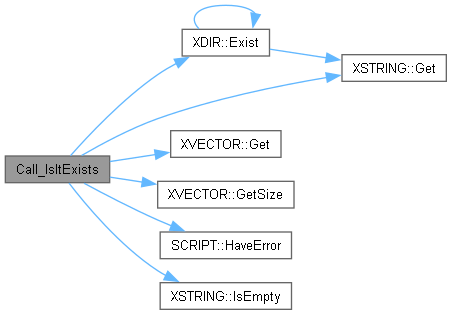 XDIR::Exist
XSTRING::Get
XVECTOR::Get
Call_IsItExists
XVECTOR::GetSize
SCRIPT::HaveError
XSTRING::IsEmpty